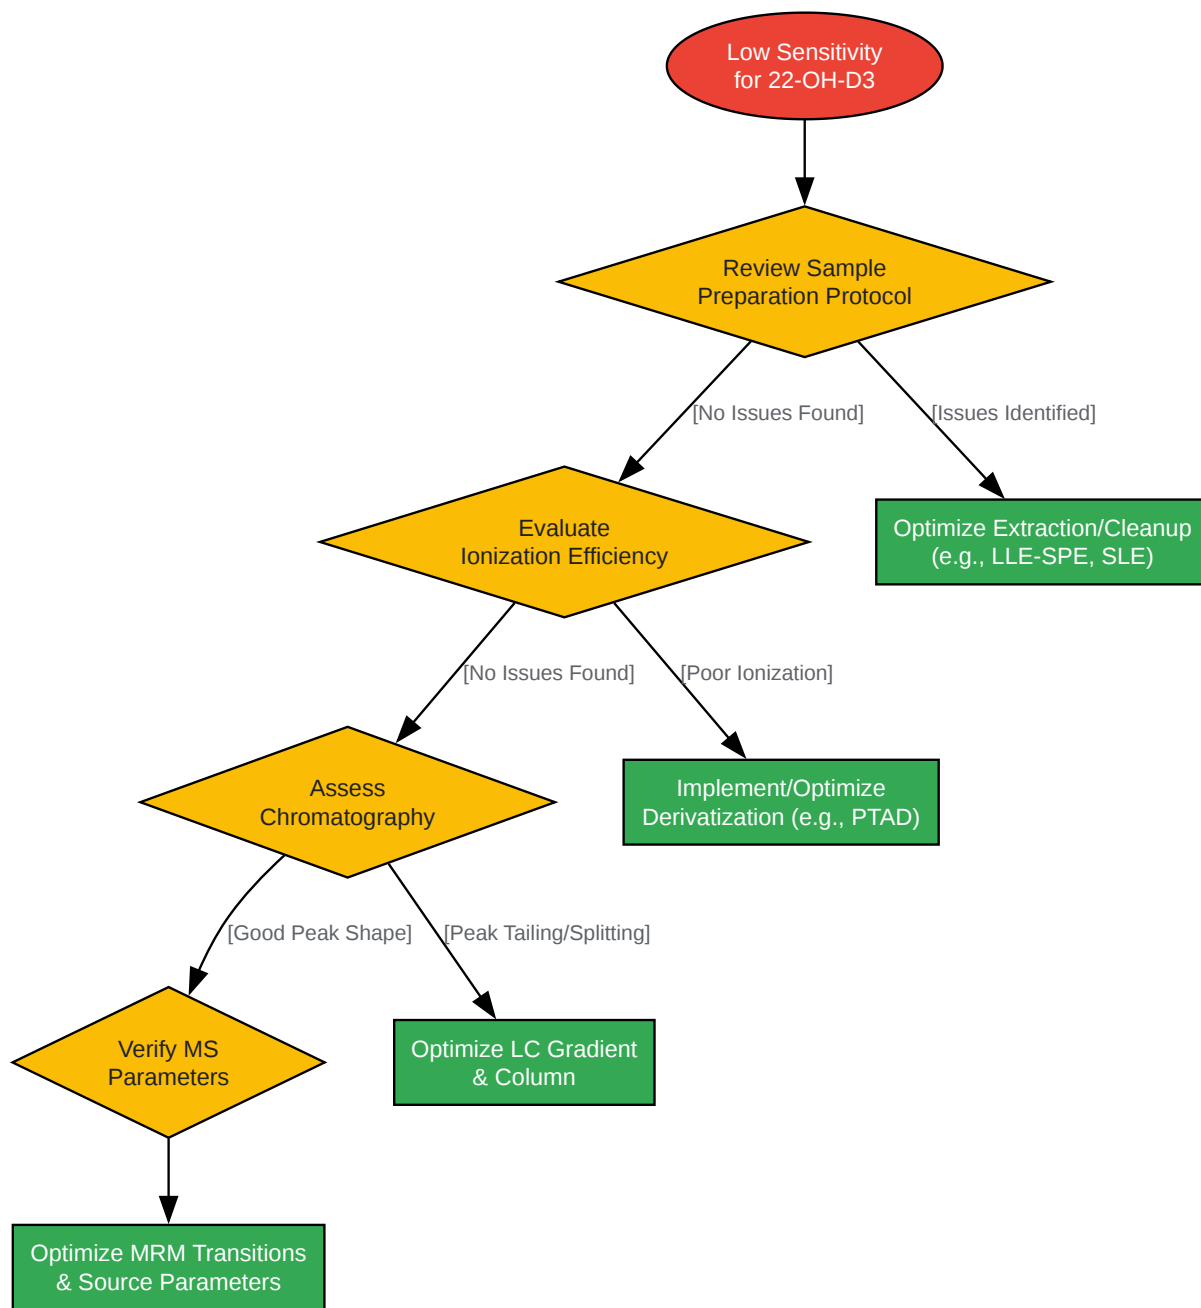 Low Sensitivity
for 22-OH-D3
Review Sample
Preparation Protocol
[No Issues Found]
[Issues Identified]
Evaluate
Ionization Efficiency
Optimize Extraction/Cleanup
(e.g., LLE-SPE, SLE)
[No Issues Found]
[Poor Ionization]
Assess
Chromatography
Implement/Optimize
Derivatization (e.g., PTAD)
[Good Peak Shape]
[Peak Tailing/Splitting]
Verify MS
Parameters
Optimize LC Gradient
& Column
Optimize MRM Transitions
& Source Parameters